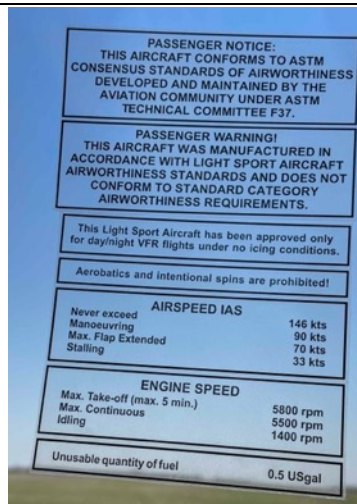 PASSENGER NOTICE:
THIS AIRCRAFT CONFORMS TO ASTM
CONSENSUS STANDARDS OF AIRWORTHINESS
DEVELOPED AND MAINTAINED BY THE
AVIATION COMMUNITY UNDER ASTM
TECHNICAL COMMITTEE F37.
PASSENGER WARNING!
THIS AIRCRAFT WAS MANUFACTURED IN
ACCORDANCE WITH LIGHT SPORT AIRCRAFT
AIRWORTHINESS STANDARDS AND DOES NOT
CONFORM TO STANDARD CATEGORY
AIRWORTHINESS REQUIREMENTS.
This Light Sport Aircraft has been approved only
for day/night VFR flights under no icing conditions.
Aerobatics and intentional spins are prohibited!
AIRSPEED IAS
Never exceed 146 kts
Manoeuvring 90 kts
Max. Flap Extended 70 kts
Stalling 33 kts
ENGINE SPEED
Max. Take-off (max. 5 min.) 5800 rpm
Max. Continuous 5500 rpm
Idling 1400 rpm
Unusable quantity of fuel 0.5 USgal